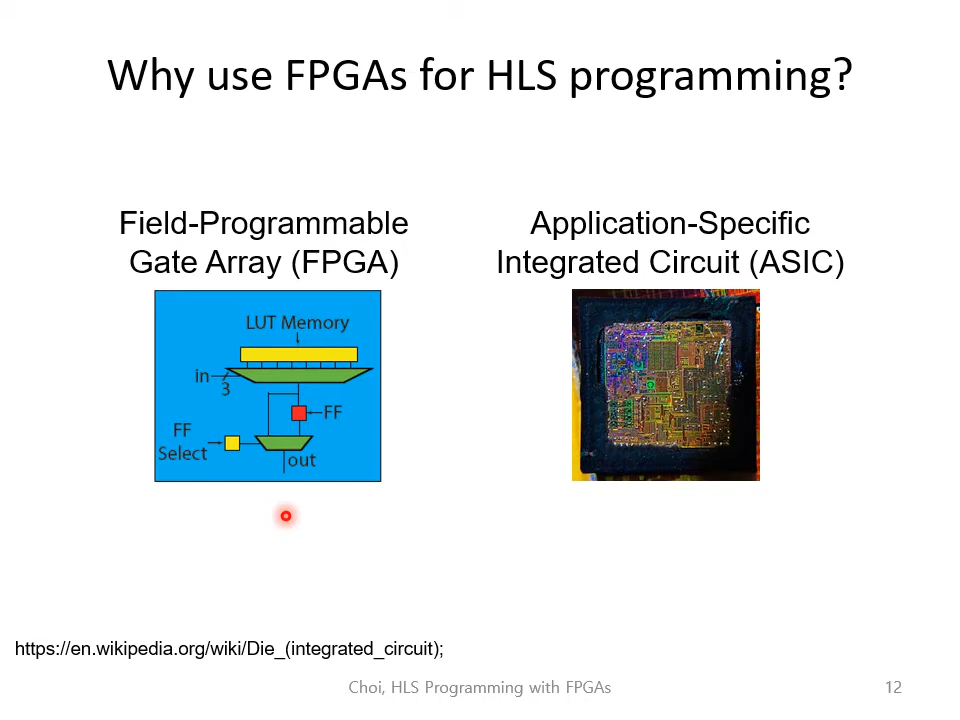 Why use FPGAs for HLS programming?
Field-Programmable
Gate Array (FPGA)
Application-Specific
Integrated Circuit (ASIC)
LUT Memory
in
3
FF
FF
Select
out
https://en.wikipedia.org/wiki/Die_(integrated_circuit);
Choi, HLS Programming with FPGAs
12